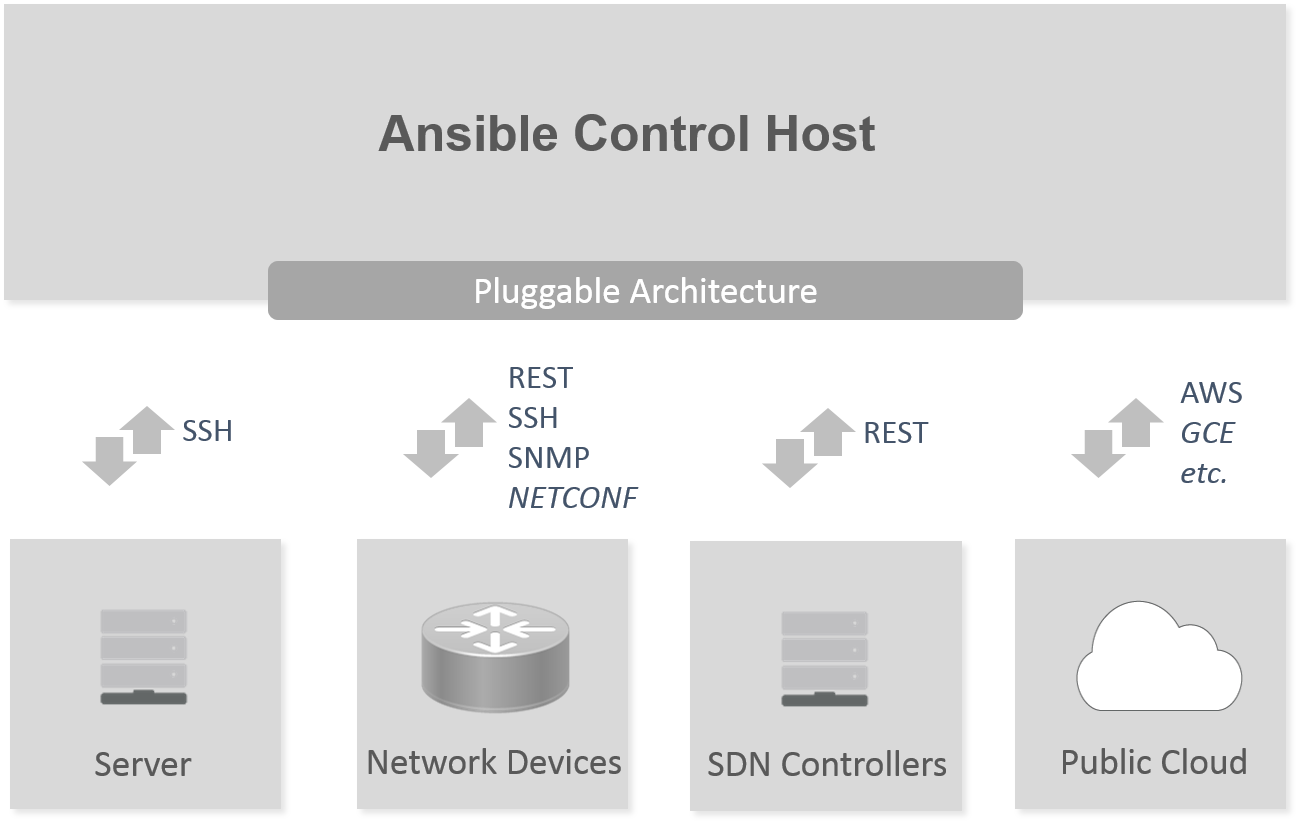 Ansible Control Host
Pluggable Architecture
SSH
REST
SSH
SNMP
NETCONF
REST
AWS
GCE
etc.
Server
Network Devices
SDN Controllers
Public Cloud